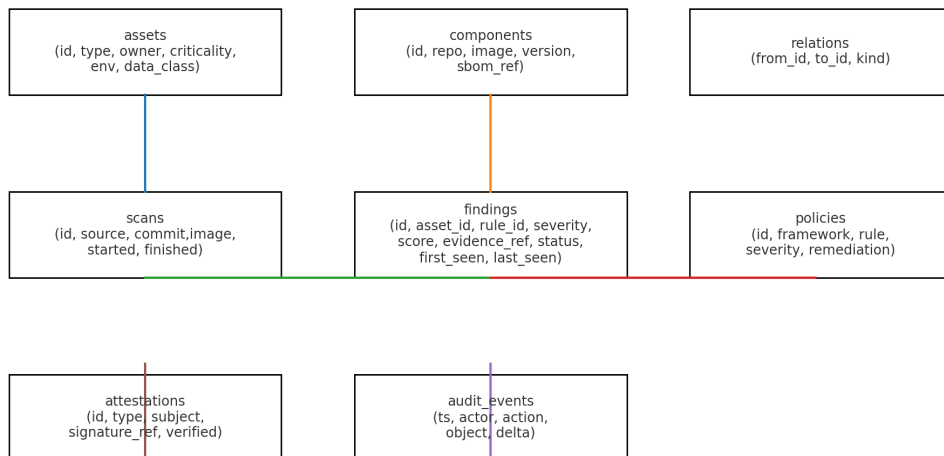 assets
(id, type, owner, criticality,
env, data_class)
components
(id, repo, image, version,
sbom_ref)
relations
(from_id, to_id, kind)
scans
(id, source, commit,image,
started, finished)
findings
(id, asset_id, rule_id, severity,
score, evidence_ref, status,
first_seen, last_seen)
policies
(id, framework, rule,
severity, remediation)
attestations
(id, type, subject,
signature_ref, verified)
audit_events
(ts, actor, action,
object, delta)